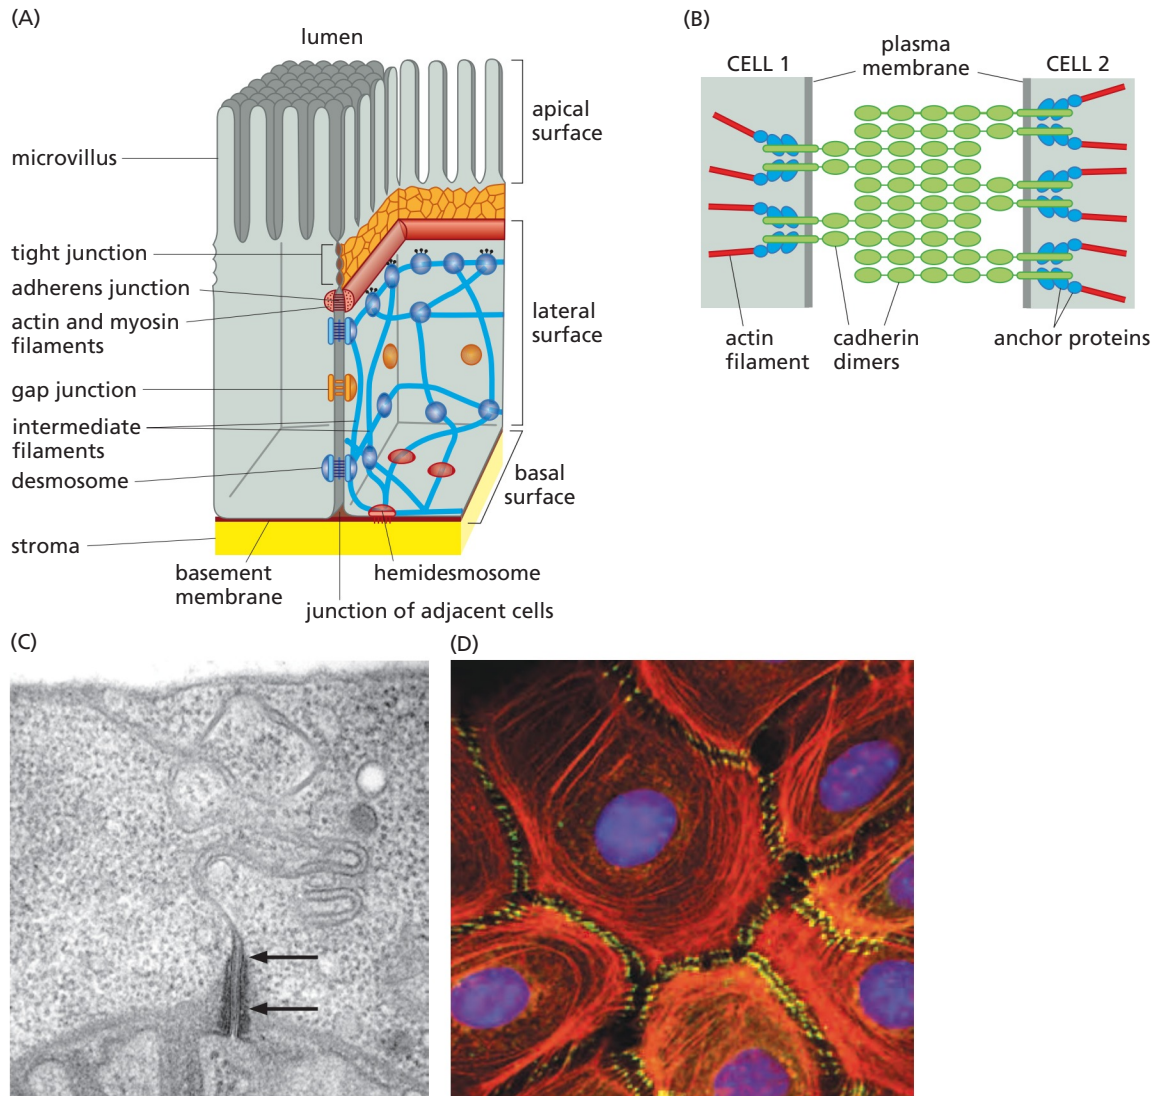 (A)
lumen
apical
surface
microvillus
tight junction
adherens junction
actin and myosin
filaments
lateral
surface
gap junction
intermediate
filaments
desmosome
basal
surface
stroma
basement
membrane
hemidesmosome
junction of adjacent cells
(B)
plasma
membrane
CELL 1
CELL 2
actin
filament
cadherin
dimers
anchor proteins
(C)
(D)